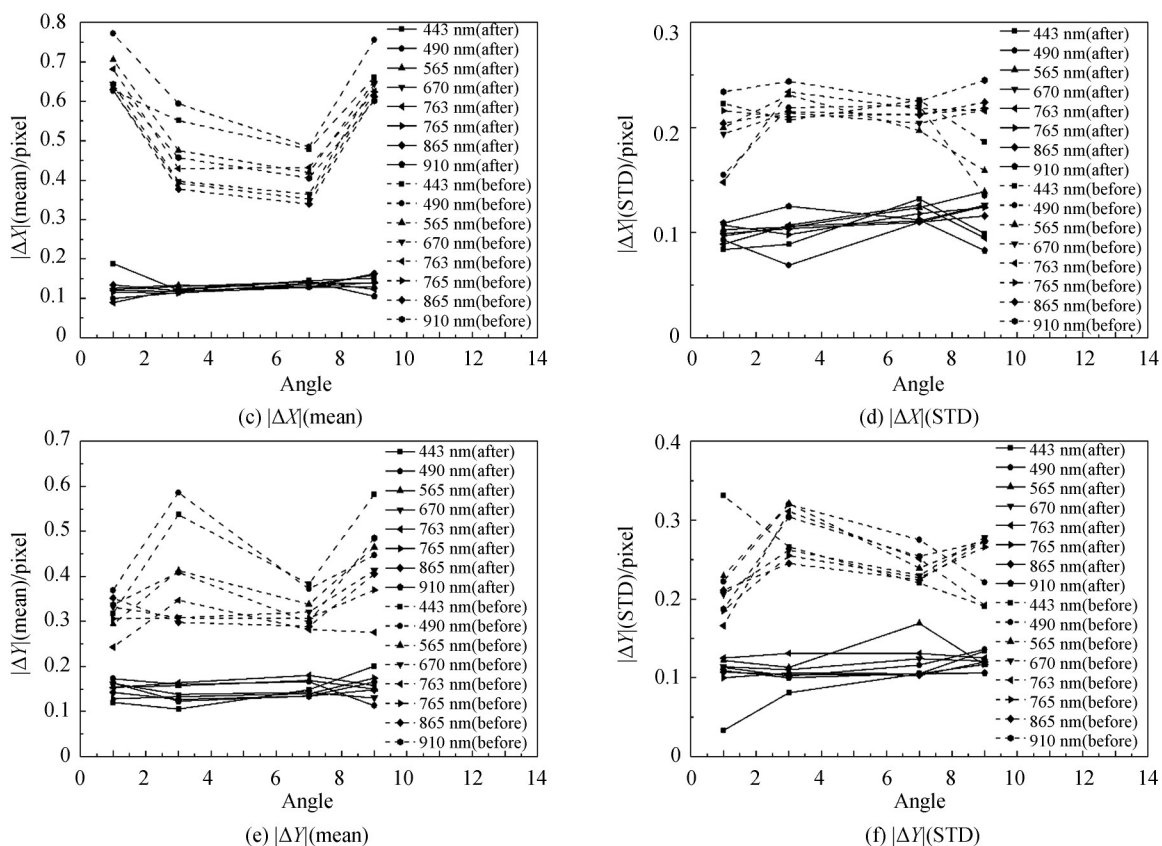 0.8
0.7
0.6
0.5
0.4
0.3
0.2
0.1
0
|ΔX|(mean)/pixel
0 2 4 6 8 10 12 14
Angle
443 nm(after)
490 nm(after)
565 nm(after)
670 nm(after)
763 nm(after)
765 nm(after)
865 nm(after)
910 nm(after)
443 nm(before)
490 nm(before)
565 nm(before)
670 nm(before)
763 nm(before)
765 nm(before)
865 nm(before)
910 nm(before)
(c) |ΔX|(mean)
0.3
0.2
0.1
0
|ΔX|(STD)/pixel
0 2 4 6 8 10 12 14
Angle
443 nm(after)
490 nm(after)
565 nm(after)
670 nm(after)
763 nm(after)
765 nm(after)
865 nm(after)
910 nm(after)
443 nm(before)
490 nm(before)
565 nm(before)
670 nm(before)
763 nm(before)
765 nm(before)
865 nm(before)
910 nm(before)
(d) |ΔX|(STD)
0.7
0.6
0.5
0.4
0.3
0.2
0.1
0
|ΔY|(mean)/pixel
0 2 4 6 8 10 12 14
Angle
443 nm(after)
490 nm(after)
565 nm(after)
670 nm(after)
763 nm(after)
765 nm(after)
865 nm(after)
910 nm(after)
443 nm(before)
490 nm(before)
565 nm(before)
670 nm(before)
763 nm(before)
765 nm(before)
865 nm(before)
910 nm(before)
(e) |ΔY|(mean)
0.4
0.3
0.2
0.1
0
|ΔY|(STD)/pixel
0 2 4 6 8 10 12 14
Angle
443 nm(after)
490 nm(after)
565 nm(after)
670 nm(after)
763 nm(after)
765 nm(after)
865 nm(after)
910 nm(after)
443 nm(before)
490 nm(before)
565 nm(before)
670 nm(before)
763 nm(before)
765 nm(before)
865 nm(before)
910 nm(before)
(f) |ΔY|(STD)